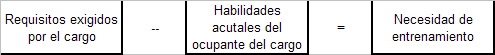 Requisitos exigidos
por el cargo
--
Habilidades
acutales del
ocupante del cargo
=
Necesidad de
entrenamiento